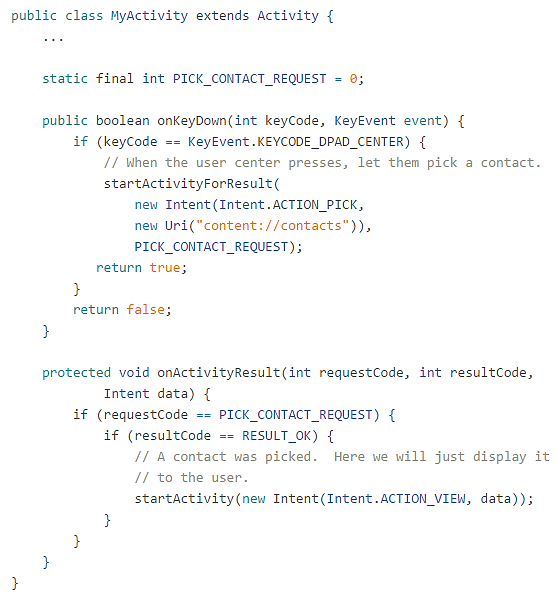 public class MyActivity extends Activity {
    ...

    static final int PICK_CONTACT_REQUEST = 0;

    public boolean onKeyDown(int keyCode, KeyEvent event) {
        if (keyCode == KeyEvent.KEYCODE_DPAD_CENTER) {
            // When the user center presses, let them pick a contact.
            startActivityForResult(
                new Intent(Intent.ACTION_PICK,
                new Uri("content://contacts")),
                PICK_CONTACT_REQUEST);
           return true;
        }
        return false;
    }

    protected void onActivityResult(int requestCode, int resultCode,
            Intent data) {
        if (requestCode == PICK_CONTACT_REQUEST) {
            if (resultCode == RESULT_OK) {
                // A contact was picked.  Here we will just display it
                // to the user.
                startActivity(new Intent(Intent.ACTION_VIEW, data));
            }
        }
    }
}